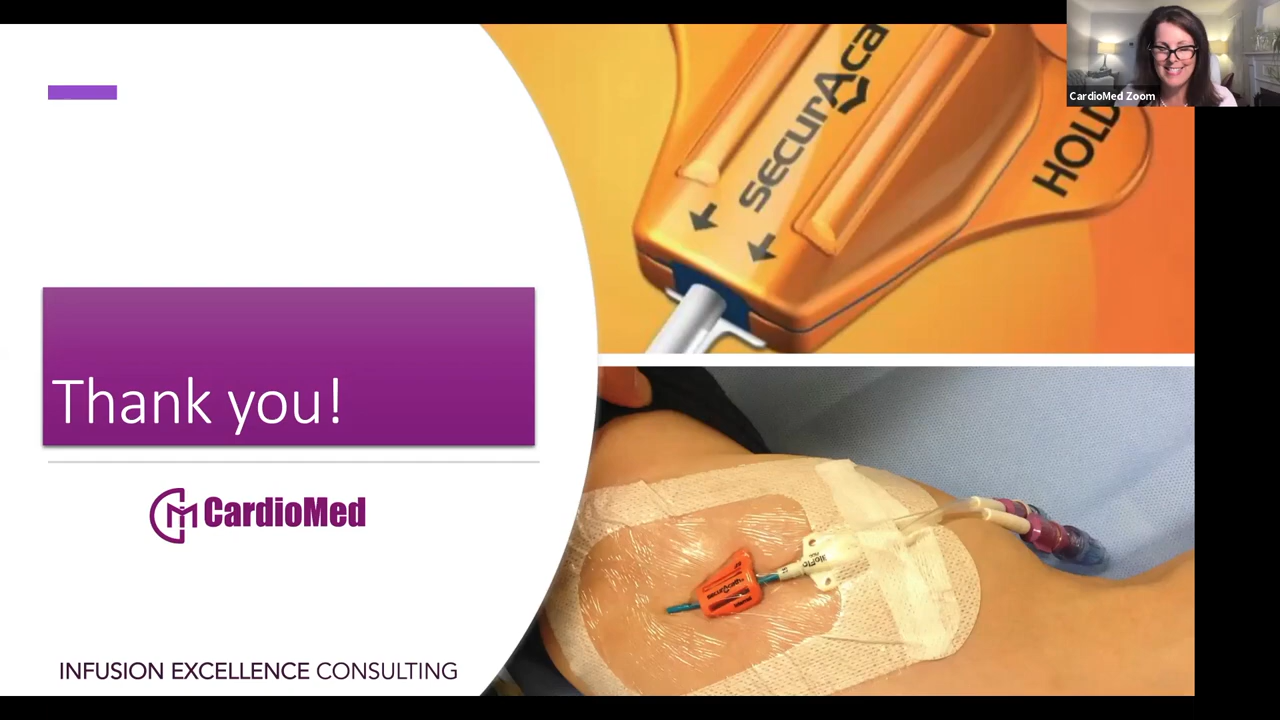 CardioMed Zoom
securAca
HOLD
Thank you!
CardioMed
INFUSION EXCELLENCE CONSULTING